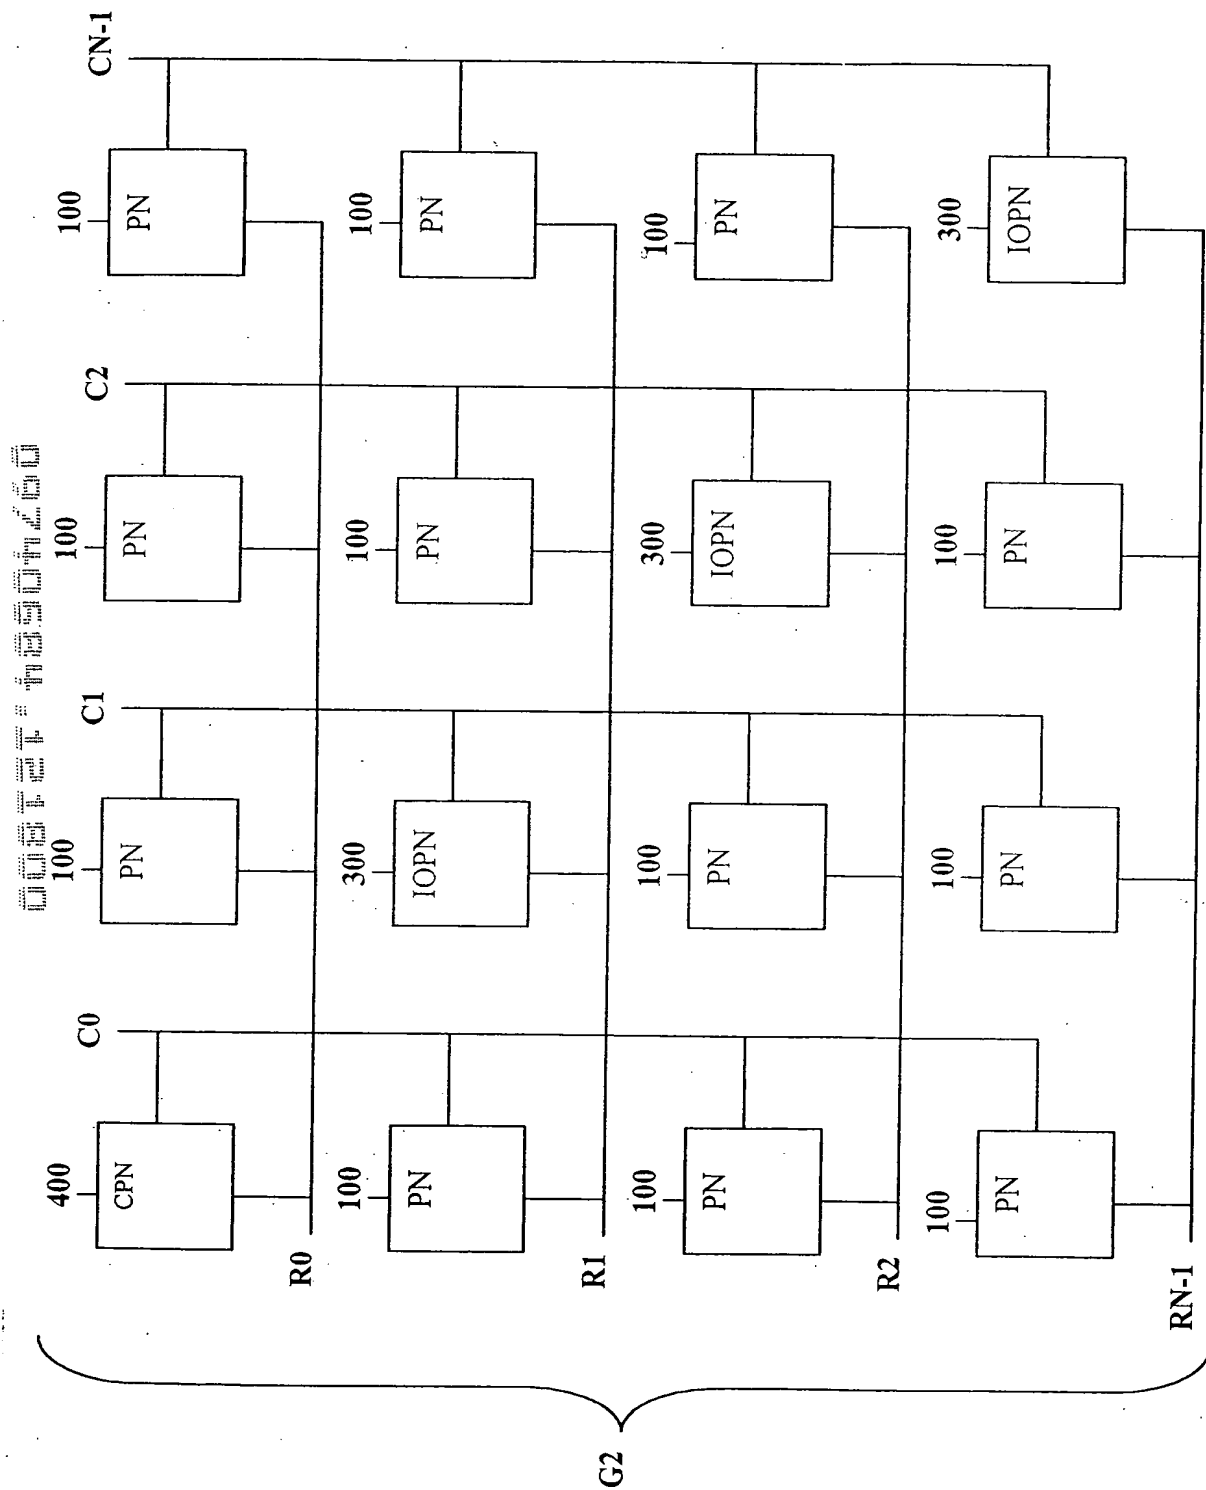 C0 C1 C2 CN-1
400 100 100 100
CPN PN PN PN
R0
100 300 100 100
PN IOPN PN PN
R1
G2
100 100 300 100
PN PN IOPN PN
R2
100 100 100 300
PN PN PN IOPN
RN-1